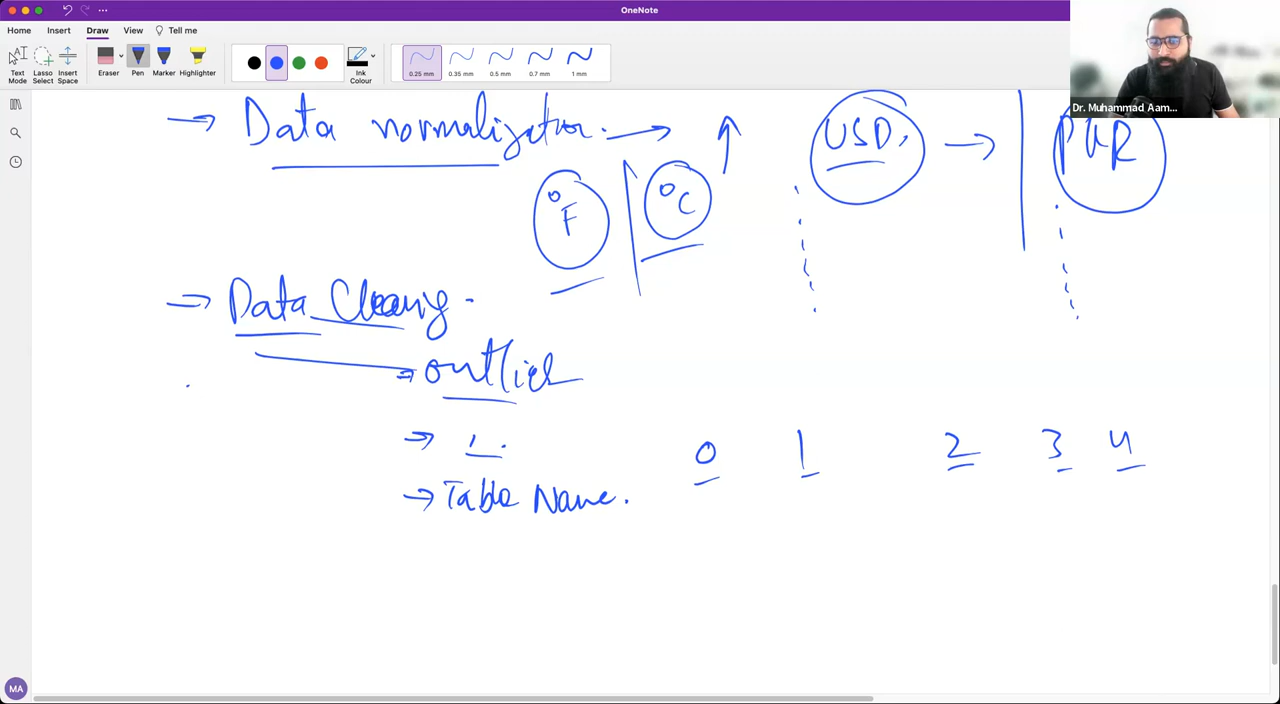 OneNote
Home Insert Draw View Tell me
Text Mode Lasso Select Insert Space Eraser Pen Marker Highlighter 0.25 mm 0.35 mm 0.5 mm 0.7 mm 1 mm Ink Colour
Dr. Muhammad Aam...
→ Data normalization. → ↑ USD, → PKR
°F °C
→ Data Cleaning.
→ outlier
→
→ Table Name.
0 1 2 3 4
MA